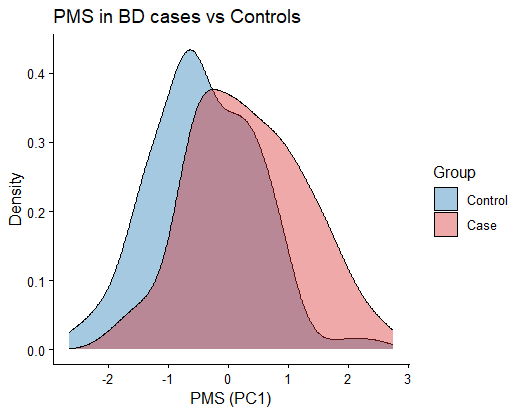 PMS in BD cases vs Controls
0.4
0.3
0.2
0.1
0.0
Density
-2 -1 0 1 2 3
PMS (PC1)
Group
Control
Case